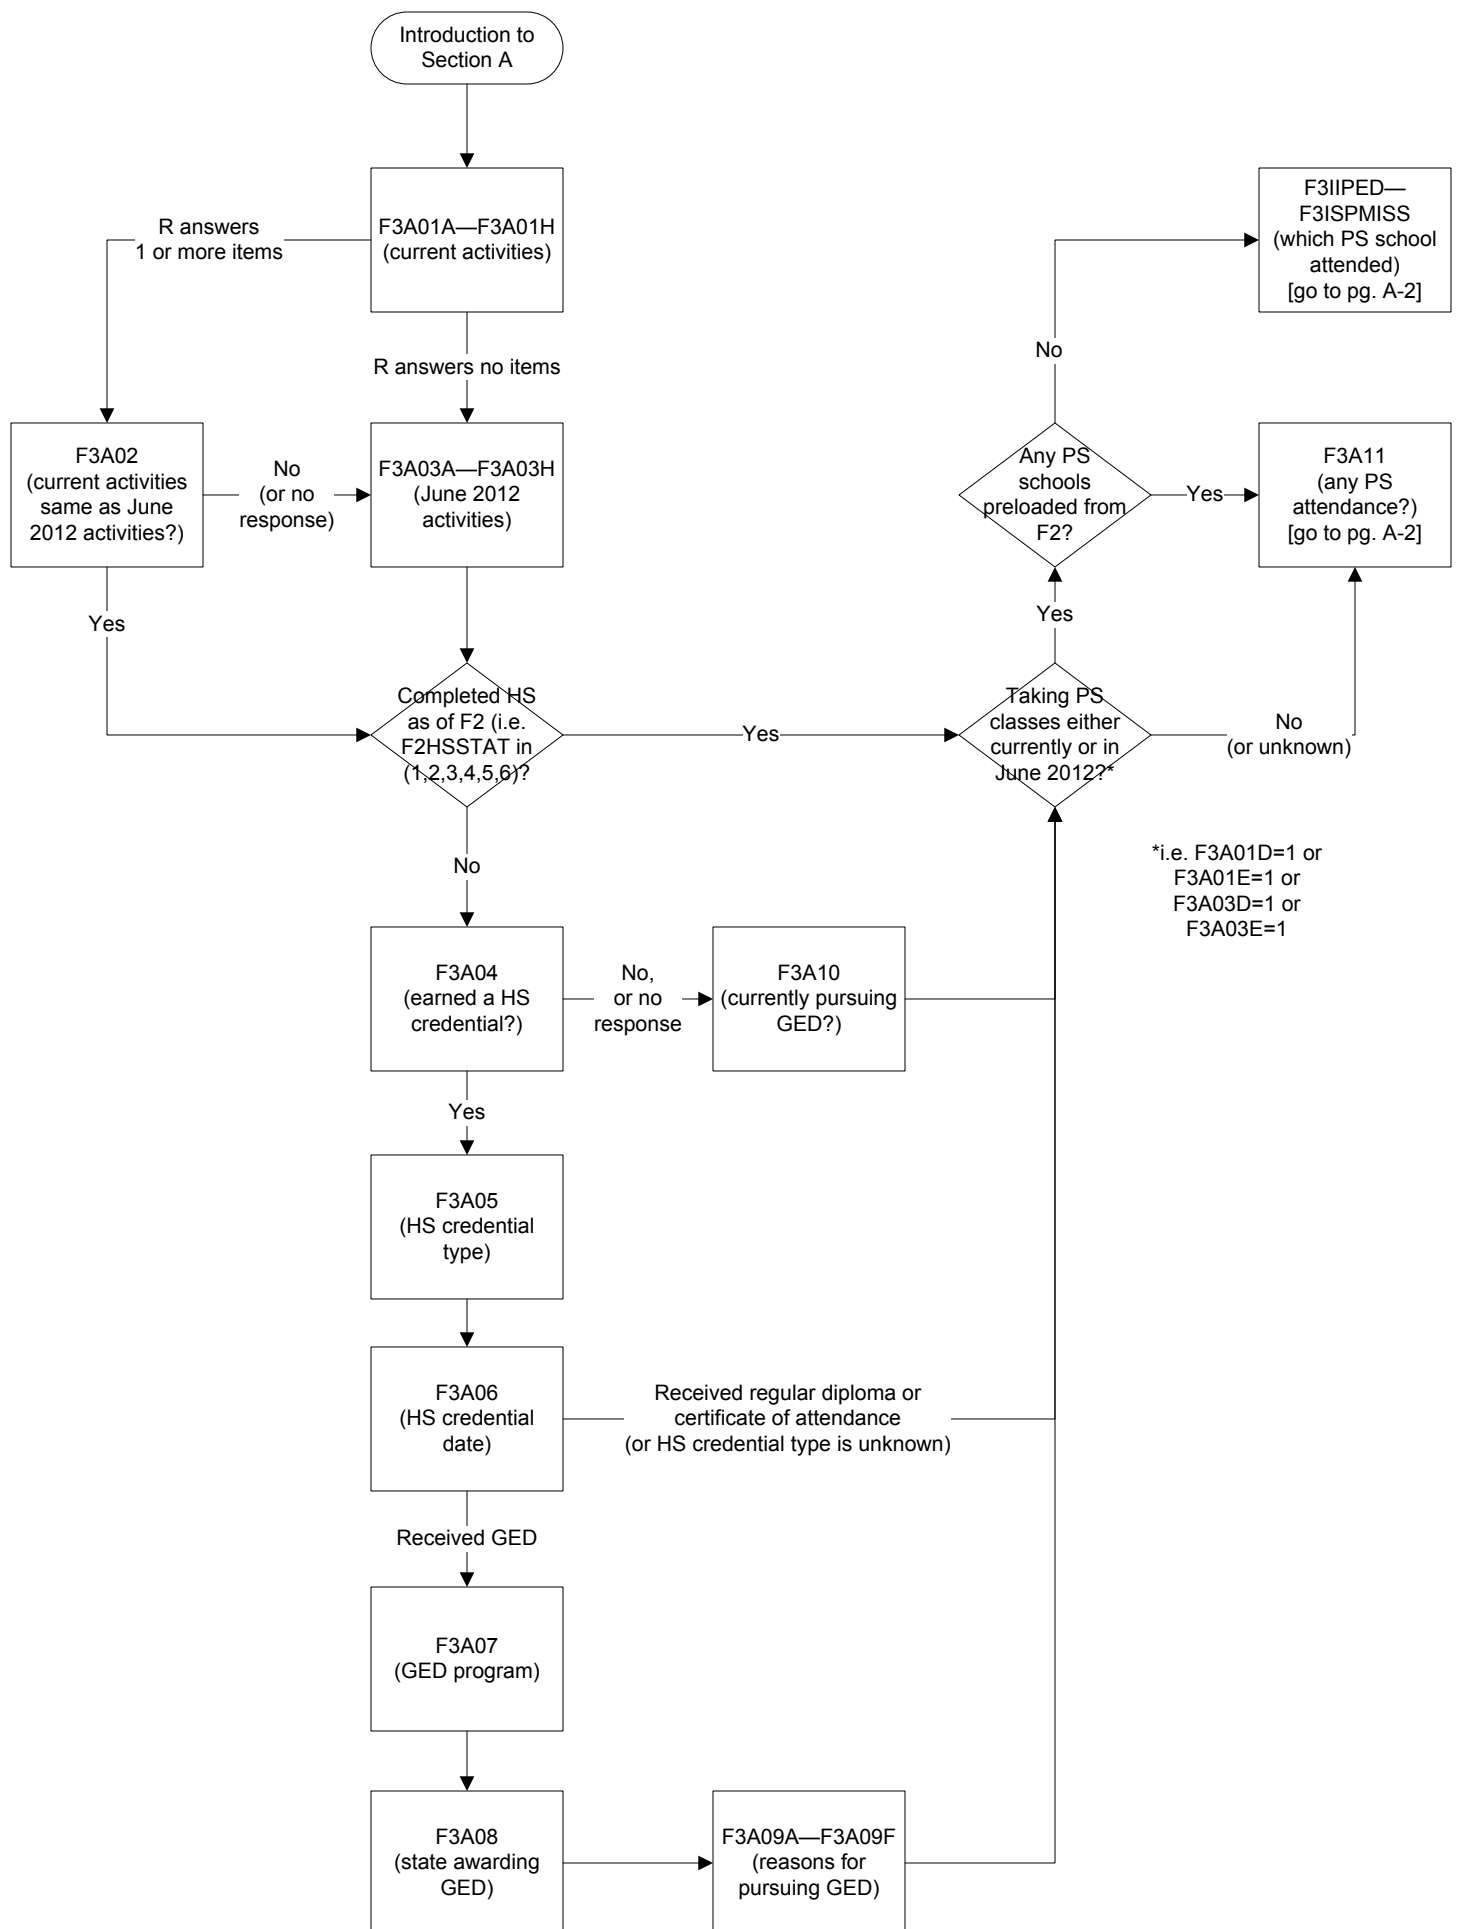 Introduction to
Section A
F3A01A—F3A01H
(current activities)
R answers
1 or more items
R answers no items
F3A02
(current activities
same as June
2012 activities?)
No
(or no
response)
F3A03A—F3A03H
(June 2012
activities)
Yes
Completed HS
as of F2 (i.e.
F2HSSTAT in
(1,2,3,4,5,6)?
Yes
Taking PS
classes either
currently or in
June 2012?*
Yes
Any PS
schools
preloaded from
F2?
No
F3IIPED—
F3ISPMISS
(which PS school
attended)
[go to pg. A-2]
Yes
F3A11
(any PS
attendance?)
[go to pg. A-2]
No
(or unknown)
*i.e. F3A01D=1 or
F3A01E=1 or
F3A03D=1 or
F3A03E=1
No
F3A04
(earned a HS
credential?)
No,
or no
response
F3A10
(currently pursuing
GED?)
Yes
F3A05
(HS credential
type)
F3A06
(HS credential
date)
Received regular diploma or
certificate of attendance
(or HS credential type is unknown)
Received GED
F3A07
(GED program)
F3A08
(state awarding
GED)
F3A09A—F3A09F
(reasons for
pursuing GED)